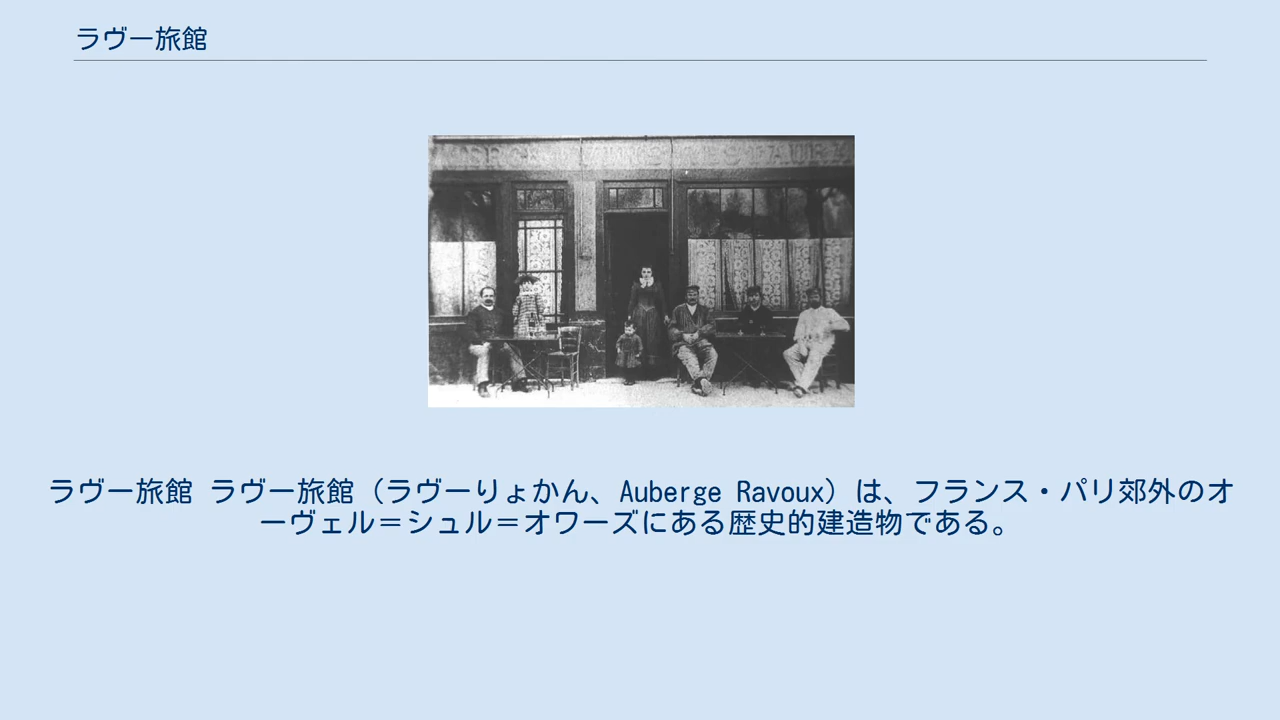 ラヴー旅館
ラヴー旅館 ラヴー旅館（ラヴーりょかん、Auberge Ravoux）は、フランス・パリ郊外のオ
ーヴェル＝シュル＝オワーズにある歴史的建造物である。